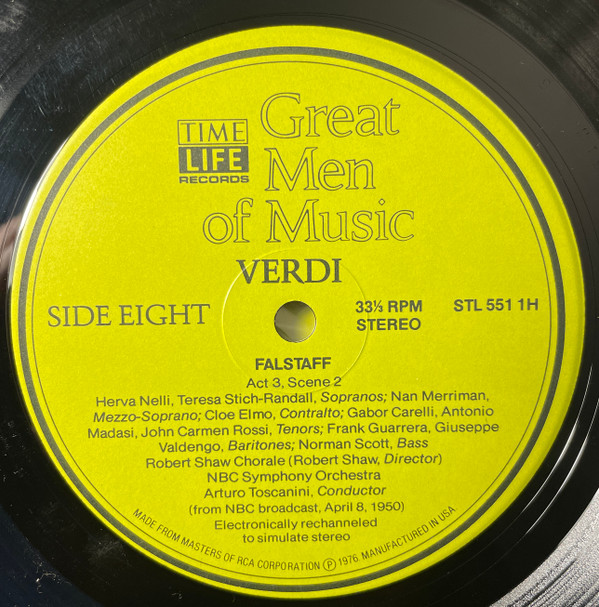 TIME
LIFE
RECORDS
Great
Men
of Music
VERDI
SIDE EIGHT
33⅓ RPM
STEREO
STL 551 1H
FALSTAFF
Act 3, Scene 2
Herva Nelli, Teresa Stich-Randall, Sopranos; Nan Merriman,
Mezzo-Soprano; Cloe Elmo, Contralto; Gabor Carelli, Antonio
Madasi, John Carmen Rossi, Tenors; Frank Guarrera, Giuseppe
Valdengo, Baritones; Norman Scott, Bass
Robert Shaw Chorale (Robert Shaw, Director)
NBC Symphony Orchestra
Arturo Toscanini, Conductor
(from NBC broadcast, April 8, 1950)
Electronically rechanneled
to simulate stereo
MADE FROM MASTERS OF RCA CORPORATION Ⓟ 1976. MANUFACTURED IN USA